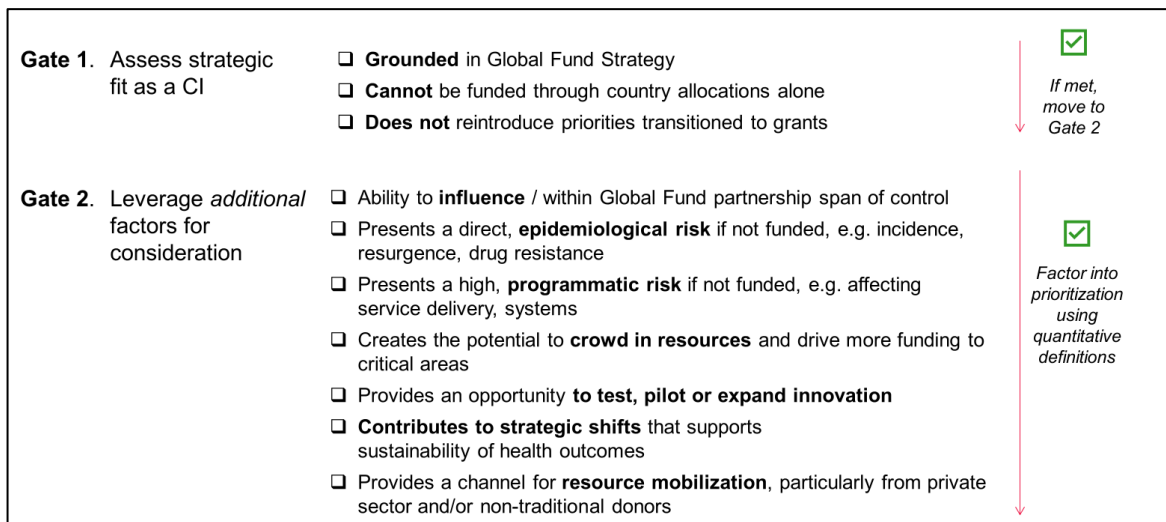 Gate 1. Assess strategic
fit as a CI
❑ Grounded in Global Fund Strategy
❑ Cannot be funded through country allocations alone
❑ Does not reintroduce priorities transitioned to grants
If met,
move to
Gate 2
Gate 2. Leverage additional
factors for
consideration
❑ Ability to influence / within Global Fund partnership span of control
❑ Presents a direct, epidemiological risk if not funded, e.g. incidence,
resurgence, drug resistance
❑ Presents a high, programmatic risk if not funded, e.g. affecting
service delivery, systems
❑ Creates the potential to crowd in resources and drive more funding to
critical areas
❑ Provides an opportunity to test, pilot or expand innovation
❑ Contributes to strategic shifts that supports
sustainability of health outcomes
❑ Provides a channel for resource mobilization, particularly from private
sector and/or non-traditional donors
Factor into
prioritization
using
quantitative
definitions